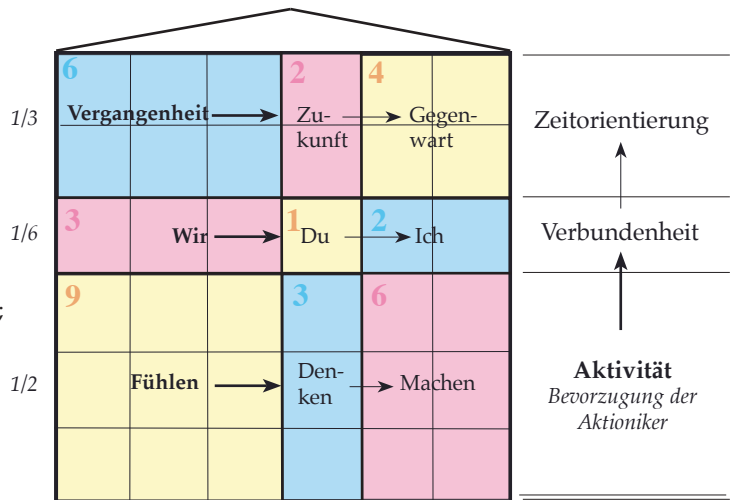 6 2 4
1/3 Vergangenheit Zu- Gegen- Zeitorientierung
kunft wart
3 1 2
1/6 Wir Du Ich Verbundenheit
9 3 6
1/2 Fühlen Den- Machen Aktivität
ken Bevorzugung der
Aktioniker